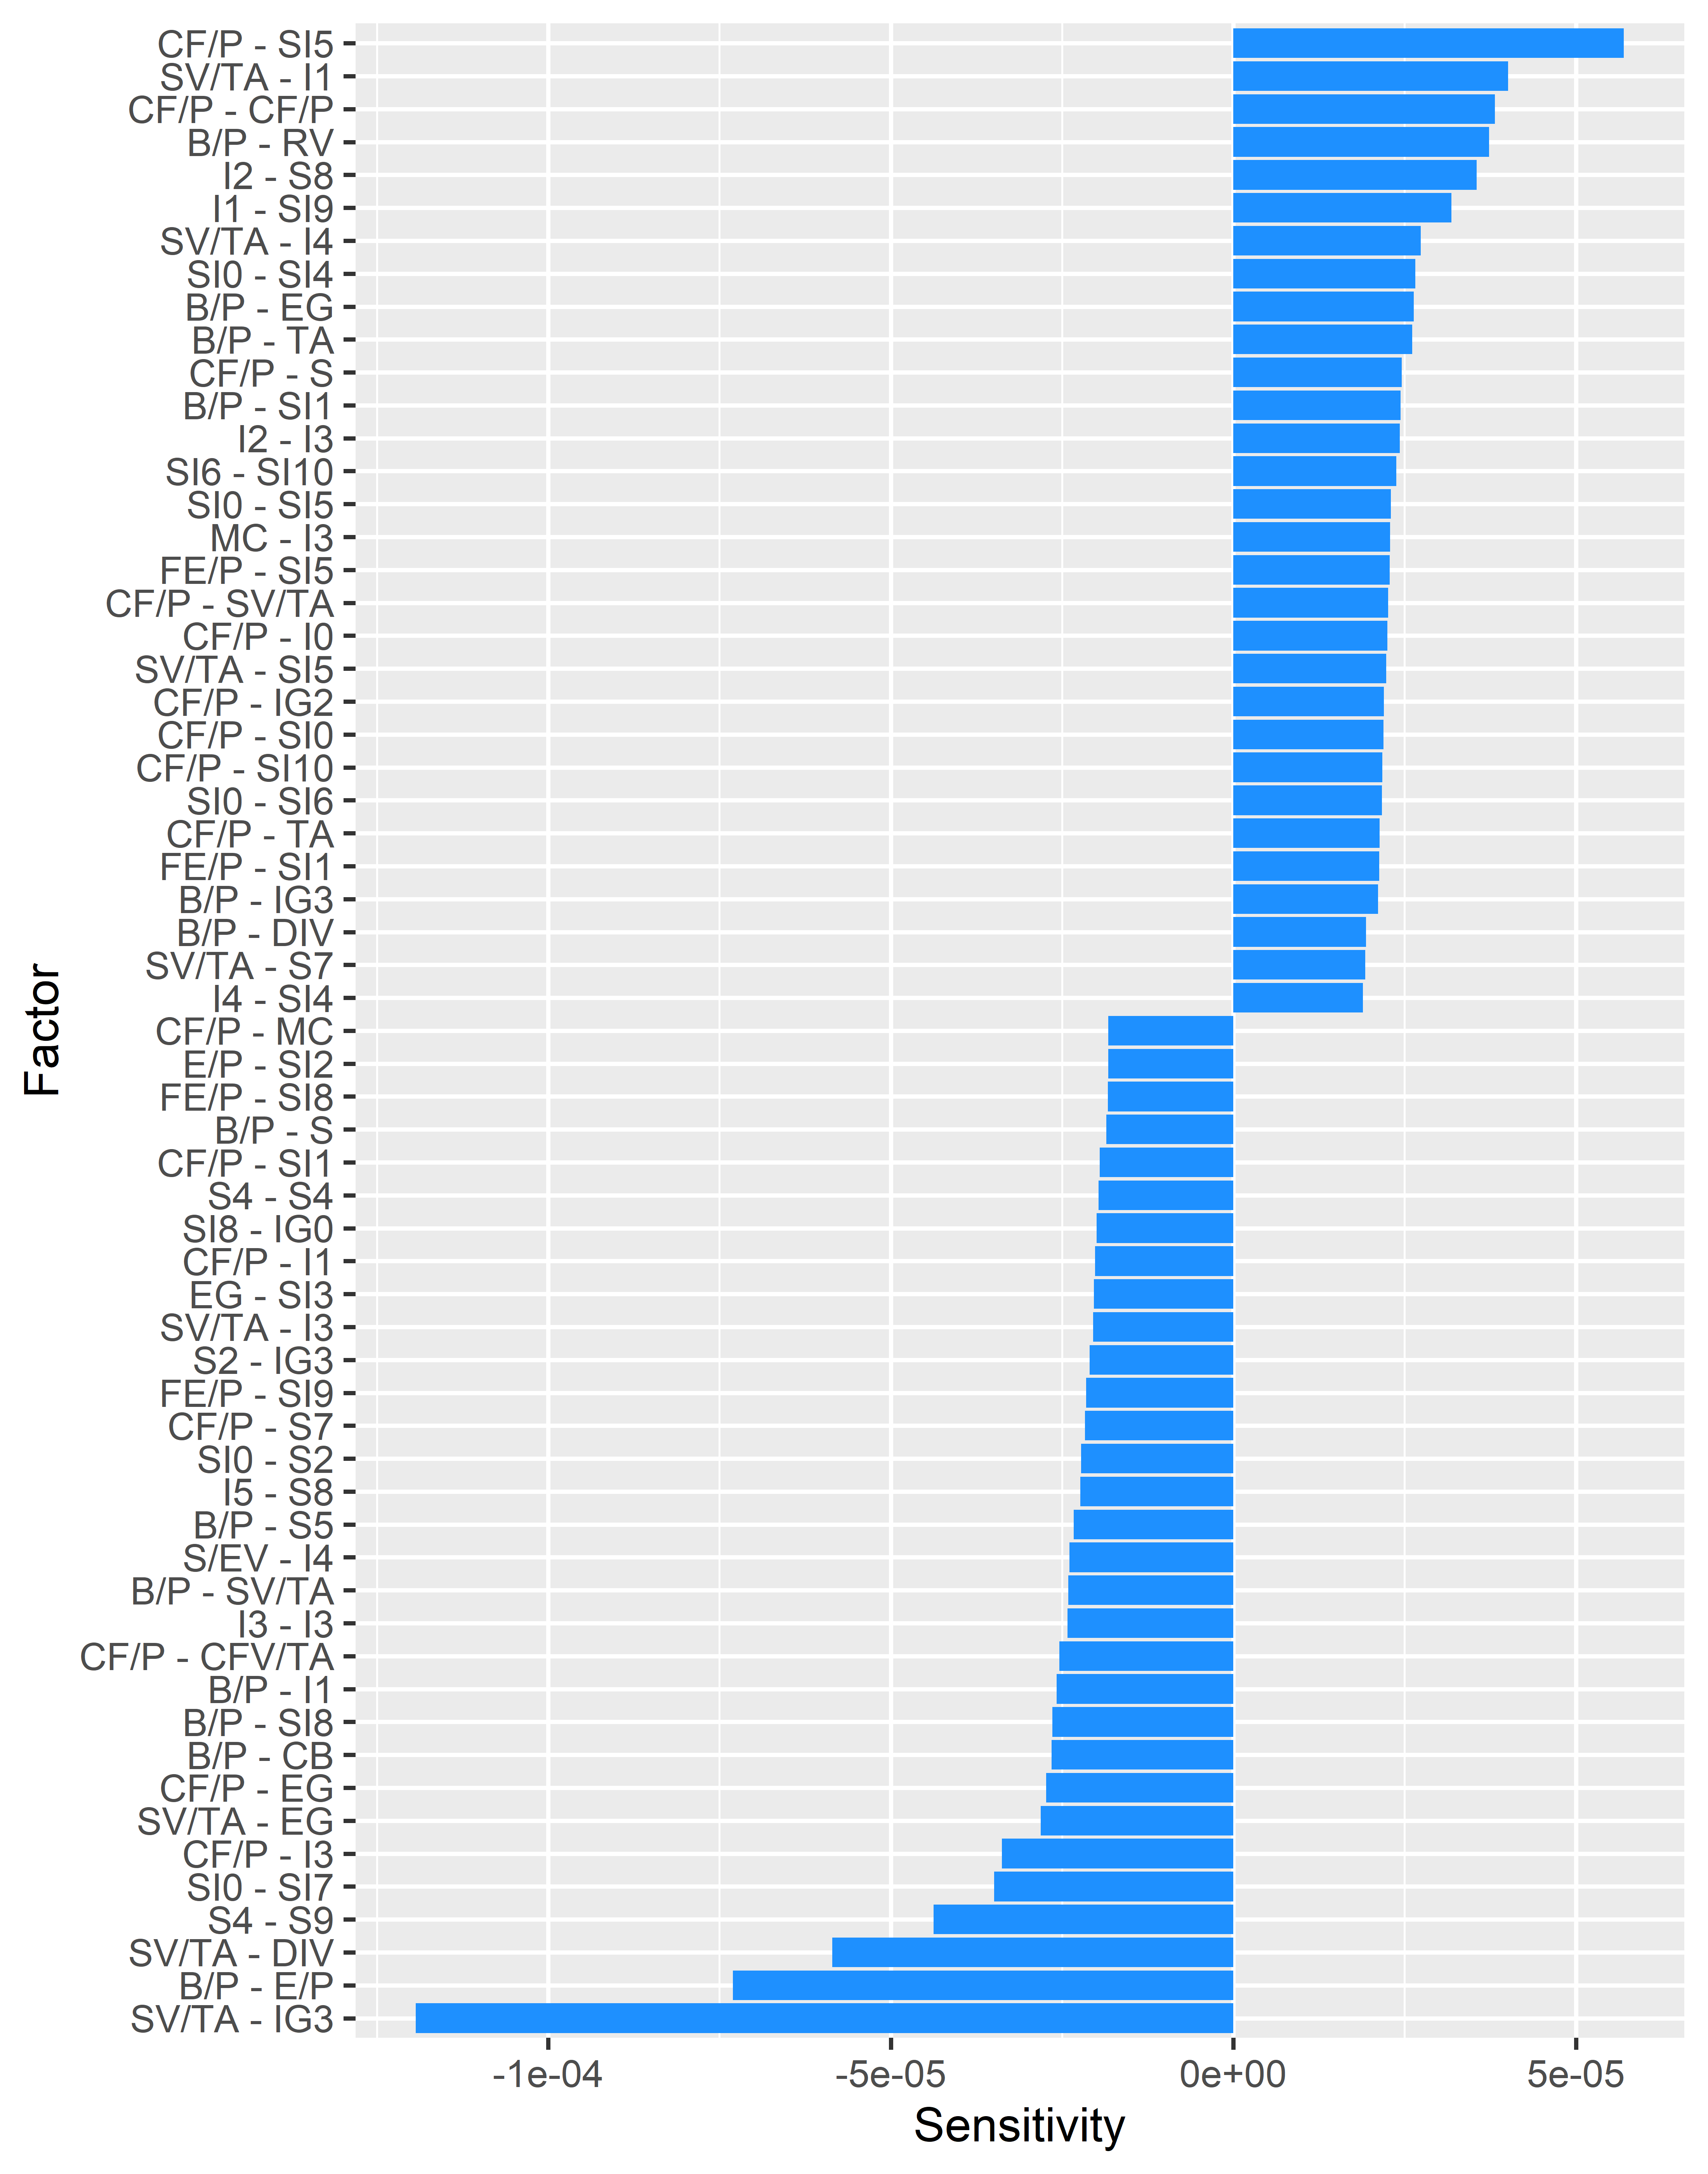 CF/P - SI5
SV/TA - I1
CF/P - CF/P
B/P - RV
I2 - S8
I1 - SI9
SV/TA - I4
SI0 - SI4
B/P - EG
B/P - TA
CF/P - S
B/P - SI1
I2 - I3
SI6 - SI10
SI0 - SI5
MC - I3
FE/P - SI5
CF/P - SV/TA
CF/P - I0
SV/TA - SI5
CF/P - IG2
CF/P - SI0
CF/P - SI10
SI0 - SI6
CF/P - TA
FE/P - SI1
B/P - IG3
B/P - DIV
SV/TA - S7
I4 - SI4
CF/P - MC
E/P - SI2
FE/P - SI8
B/P - S
CF/P - SI1
S4 - S4
SI8 - IG0
CF/P - I1
EG - SI3
SV/TA - I3
S2 - IG3
FE/P - SI9
CF/P - S7
SI0 - S2
I5 - S8
B/P - S5
S/EV - I4
B/P - SV/TA
I3 - I3
CF/P - CFV/TA
B/P - I1
B/P - SI8
B/P - CB
CF/P - EG
SV/TA - EG
CF/P - I3
SI0 - SI7
S4 - S9
SV/TA - DIV
B/P - E/P
SV/TA - IG3
Factor
-1e-04 -5e-05 0e+00 5e-05
Sensitivity